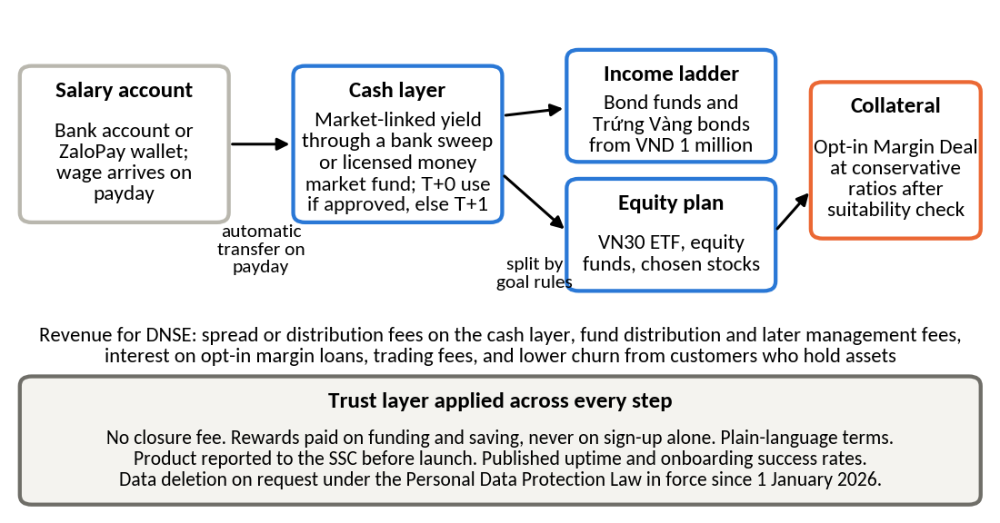 Salary account
Bank account or
ZaloPay wallet;
wage arrives on
payday
automatic
transfer on
payday
Cash layer
Market-linked yield
through a bank sweep
or licensed money
market fund; T+0 use
if approved, else T+1
split by
goal rules
Income ladder
Bond funds and
Trứng Vàng bonds
from VND 1 million
Equity plan
VN30 ETF, equity
funds, chosen stocks
Collateral
Opt-in Margin Deal
at conservative
ratios after
suitability check
Revenue for DNSE: spread or distribution fees on the cash layer, fund distribution and later management fees,
interest on opt-in margin loans, trading fees, and lower churn from customers who hold assets
Trust layer applied across every step
No closure fee. Rewards paid on funding and saving, never on sign-up alone. Plain-language terms.
Product reported to the SSC before launch. Published uptime and onboarding success rates.
Data deletion on request under the Personal Data Protection Law in force since 1 January 2026.